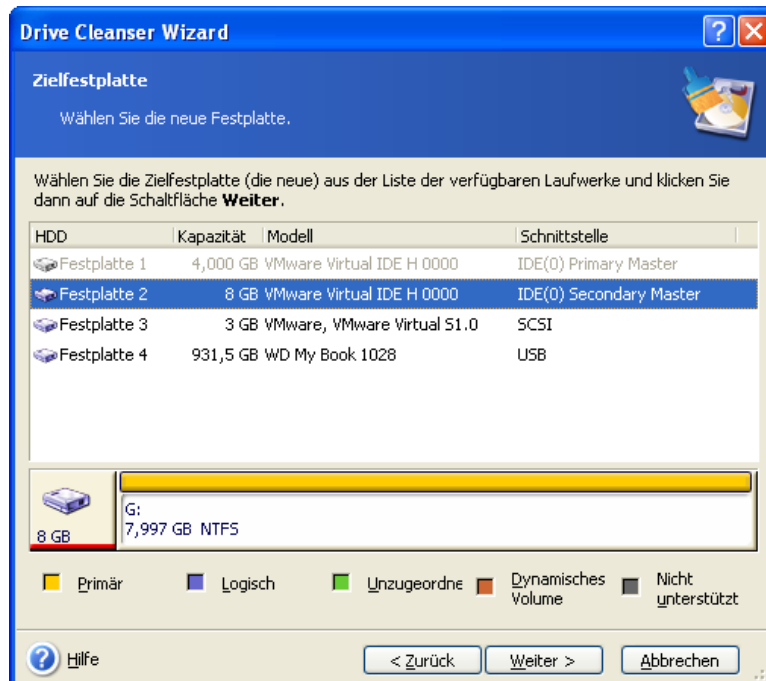 Drive Cleanser Wizard
Zielfestplatte
Wählen Sie die neue Festplatte.
Wählen Sie die Zielfestplatte (die neue) aus der Liste der verfügbaren Laufwerke und klicken Sie
dann auf die Schaltfläche Weiter.
HDD Kapazität Modell Schnittstelle
Festplatte 1 4,000 GB VMware Virtual IDE H 0000 IDE(0) Primary Master
Festplatte 2 8 GB VMware Virtual IDE H 0000 IDE(0) Secondary Master
Festplatte 3 3 GB VMware, VMware Virtual S1.0 SCSI
Festplatte 4 931,5 GB WD My Book 1028 USB
G:
8 GB 7,997 GB NTFS
Primär Logisch Unzugeordne Dynamisches Volume Nicht unterstützt
Hilfe < Zurück Weiter > Abbrechen